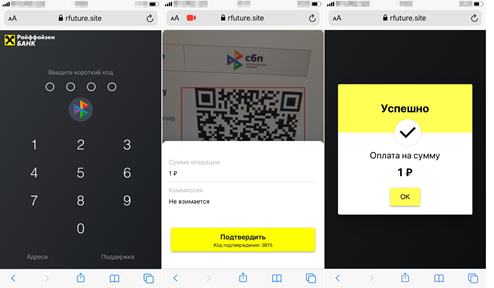 AA rfuture.site
Райффайзен
БАНК
Введите короткий код
1 2 3
4 5 6
7 8 9
0
Адреса Поддержка
AA rfuture.site
сбп
Сумма операции
1 ₽
Комиссия
Не взимается
Подтвердить
Код подтверждения: 3875
AA rfuture.site
Успешно
Оплата на сумму
1 ₽
ОК